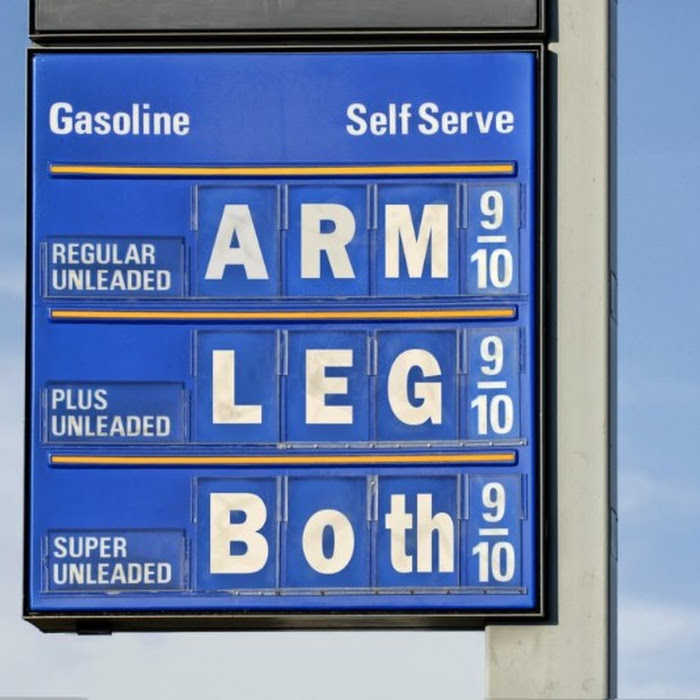 Gasoline Self Serve
REGULAR UNLEADED ARM 9/10
PLUS UNLEADED LEG 9/10
SUPER UNLEADED Both 9/10